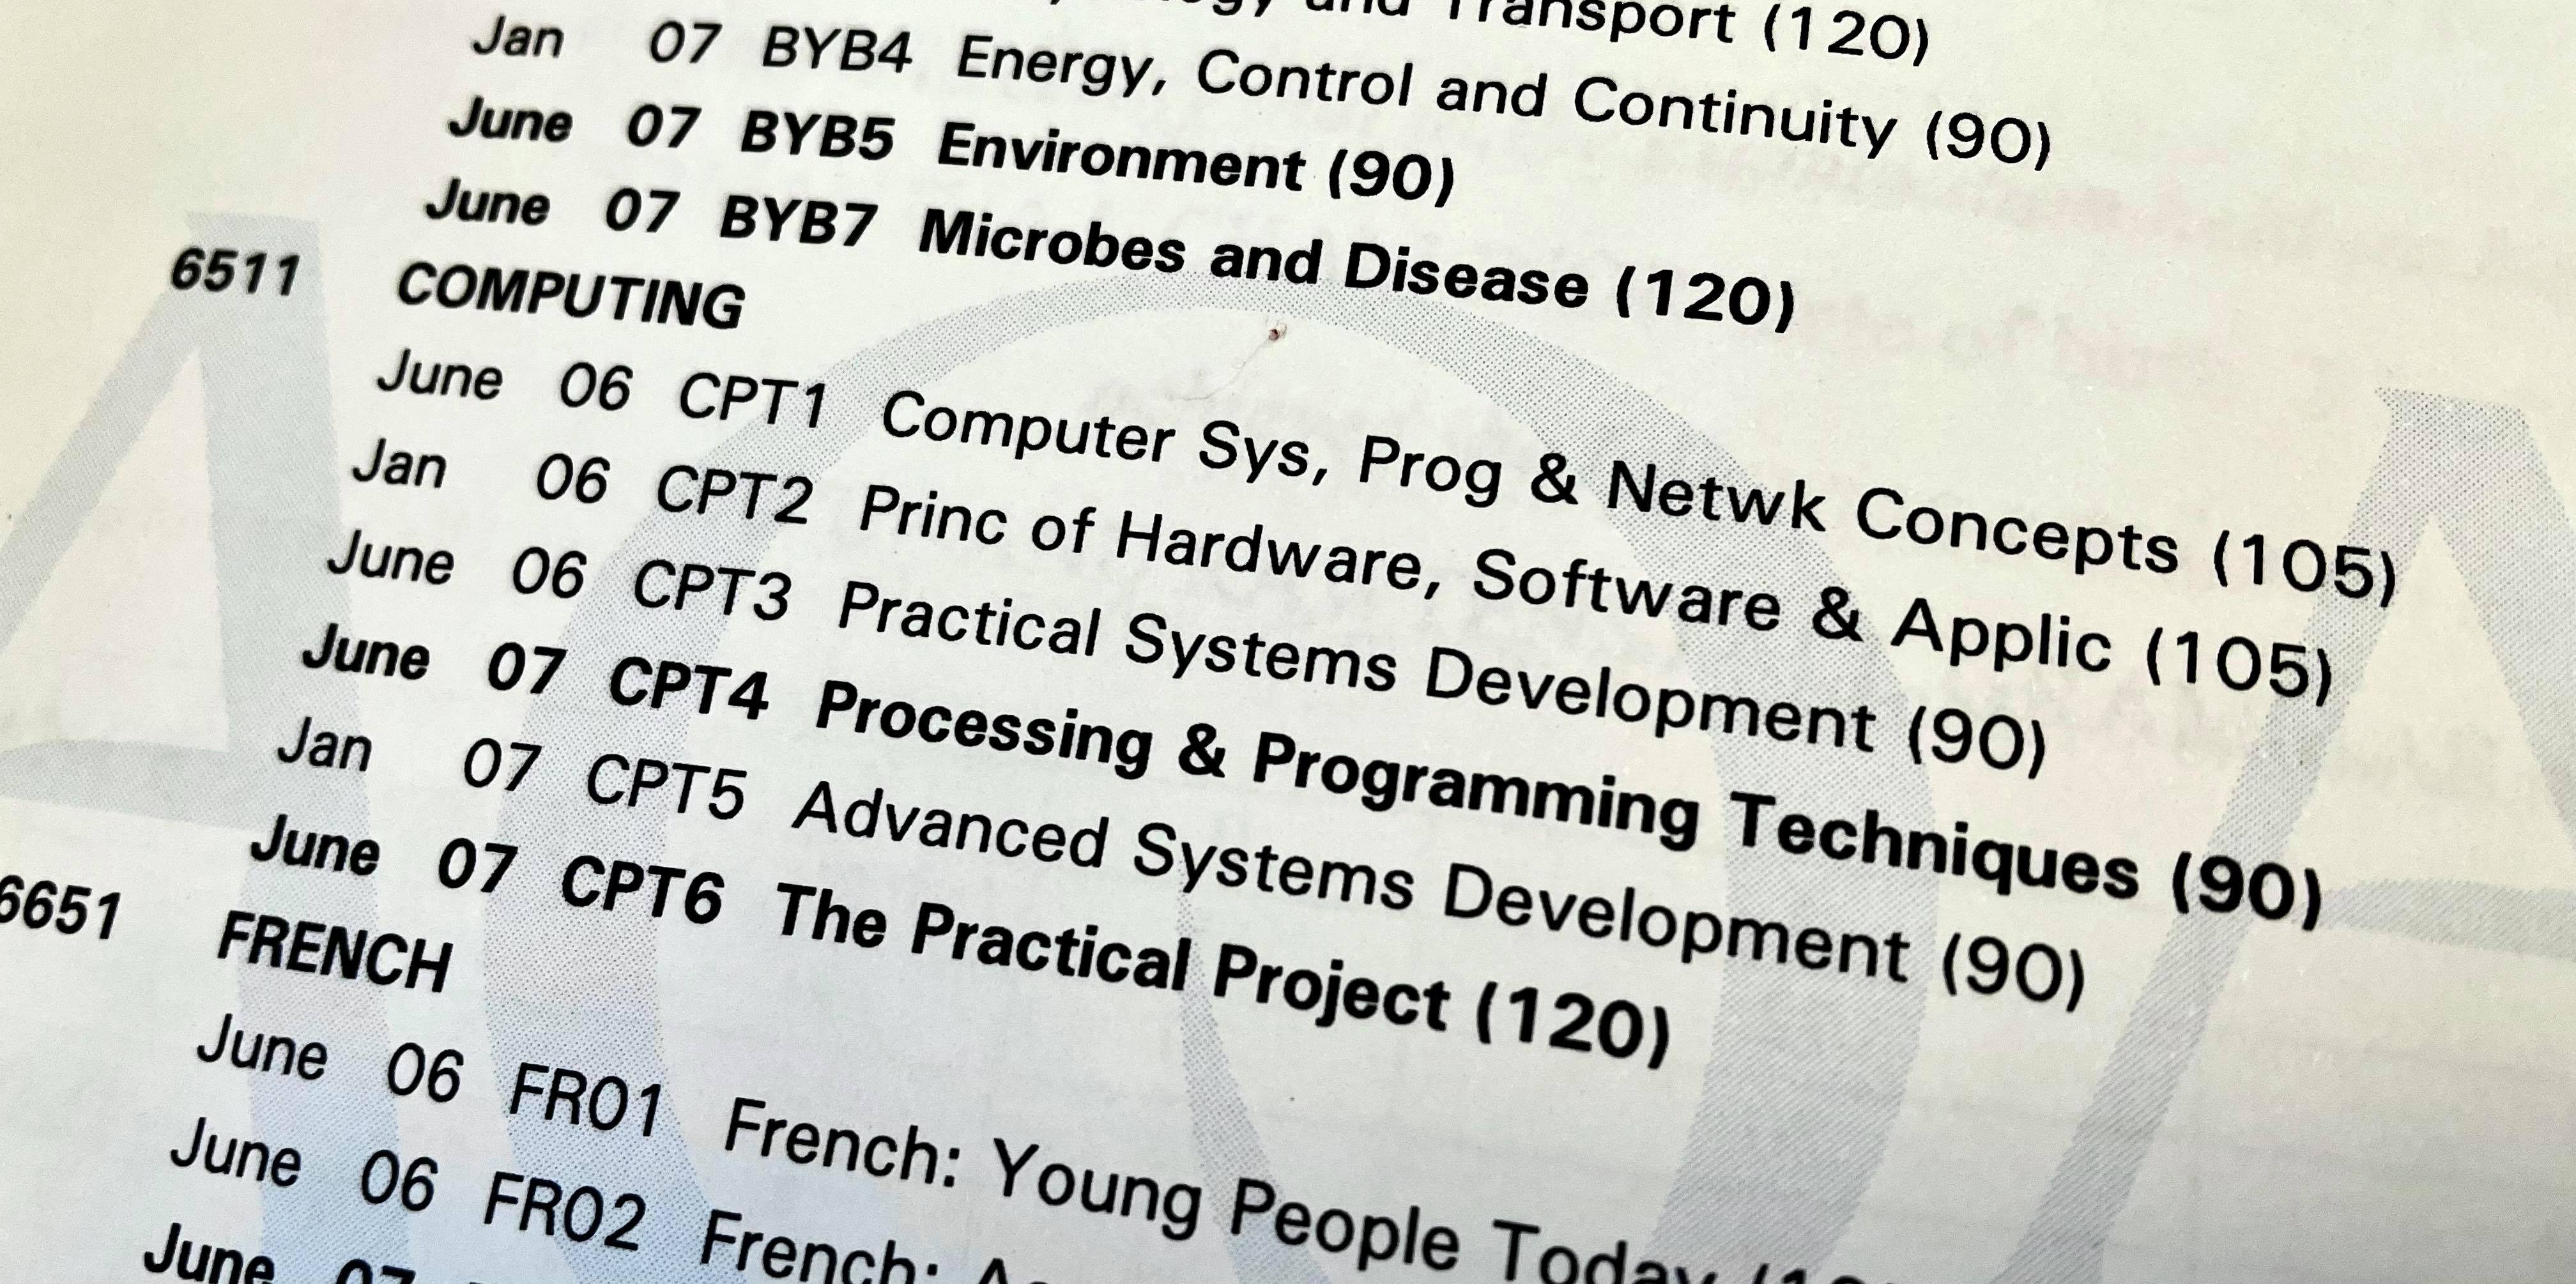 and Transport (120)
Jan 07 BYB4 Energy, Control and Continuity (90)
June 07 BYB5 Environment (90)
June 07 BYB7 Microbes and Disease (120)
6511 COMPUTING
June 06 CPT1 Computer Sys, Prog & Netwk Concepts (105)
Jan 06 CPT2 Princ of Hardware, Software & Applic (105)
June 06 CPT3 Practical Systems Development (90)
June 07 CPT4 Processing & Programming Techniques (90)
Jan 07 CPT5 Advanced Systems Development (90)
June 07 CPT6 The Practical Project (120)
6651 FRENCH
June 06 FR01 French: Young People Today
June 06 FR02 French:
June 07